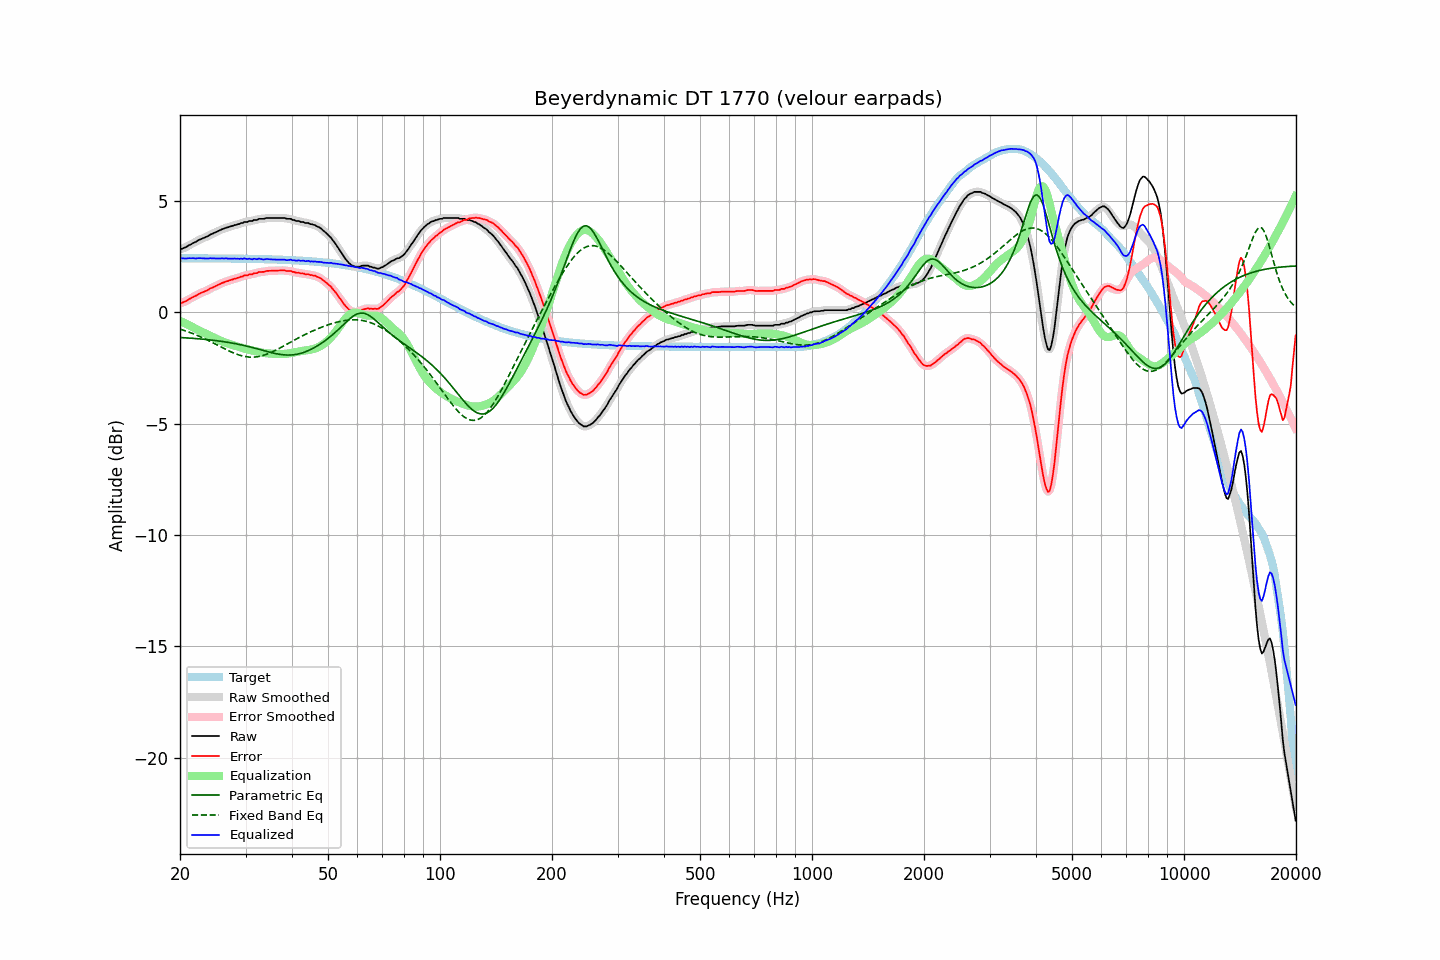 Beyerdynamic DT 1770 (velour earpads)
Amplitude (dBr)
5
0
−5
−10
−15
−20
Target
Raw Smoothed
Error Smoothed
Raw
Error
Equalization
Parametric Eq
Fixed Band Eq
Equalized
20 50 100 200 500 1000 2000 5000 10000 20000
Frequency (Hz)